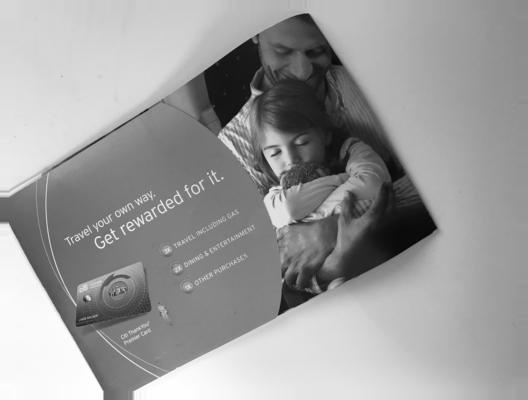 Travel your own way.
Get rewarded for it.
3X TRAVEL INCLUDING GAS
2X DINING & ENTERTAINMENT
1X OTHER PURCHASES
citi
Citi ThankYou®
Premier Card